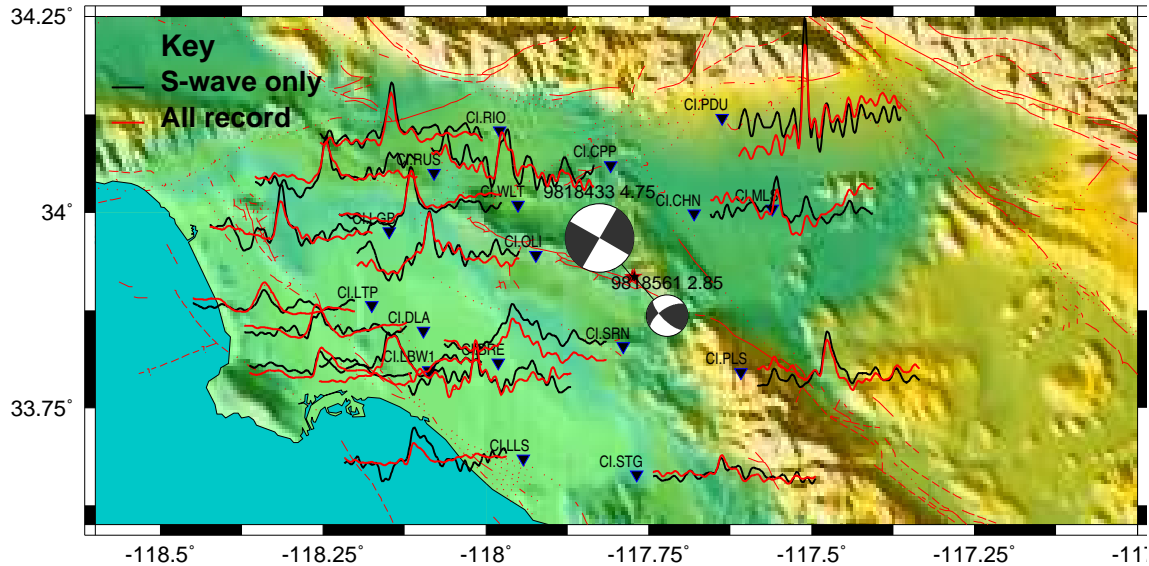 34.25˚
Key
S-wave only
All record
CI.RIO
CI.PDU
CI.RUS
CI.CPP
CI.WLT
9818433 4.75
CI.CHN
CI.MLS
34˚
CI.OLI
9818561 2.85
CI.LTP
CI.DLA
CI.SRN
CI.LBW1
CI.PLS
33.75˚
CI.LLS
CI.STG
-118.5˚
-118.25˚
-118˚
-117.75˚
-117.5˚
-117.25˚